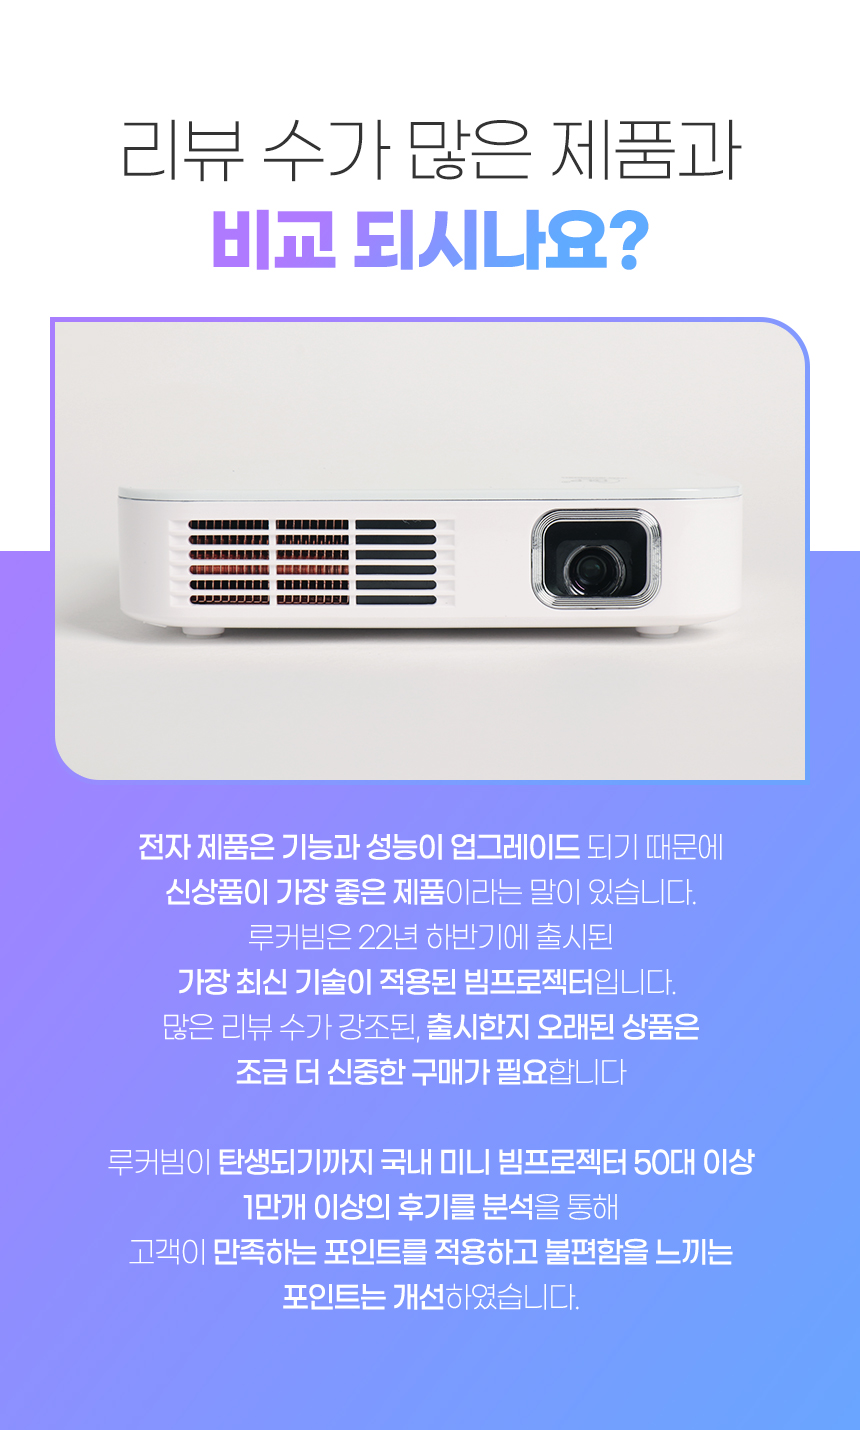 리뷰 수가 많은 제품과
비교 되시나요?
전자 제품은 기능과 성능이 업그레이드 되기 때문에
신상품이 가장 좋은 제품이라는 말이 있습니다.
루커빔은 22년 하반기에 출시된
가장 최신 기술이 적용된 빔프로젝터입니다.
많은 리뷰 수가 강조된, 출시한지 오래된 상품은
조금 더 신중한 구매가 필요합니다
루커빔이 탄생되기까지 국내 미니 빔프로젝터 50대 이상
1만개 이상의 후기를 분석을 통해
고객이 만족하는 포인트를 적용하고 불편함을 느끼는
포인트는 개선하였습니다.